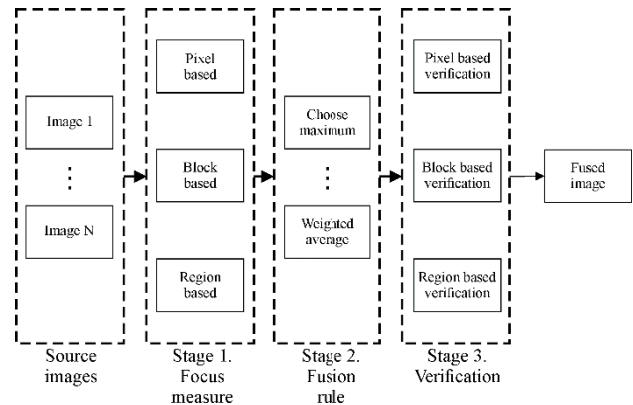 Image 1
Image N
Source
images
Pixel
based
Block
based
Region
based
Stage 1.
Focus
measure
Choose
maximum
Weighted
average
Stage 2.
Fusion
rule
Pixel based
verification
Block based
verification
Region based
verification
Stage 3.
Verification
Fused
image